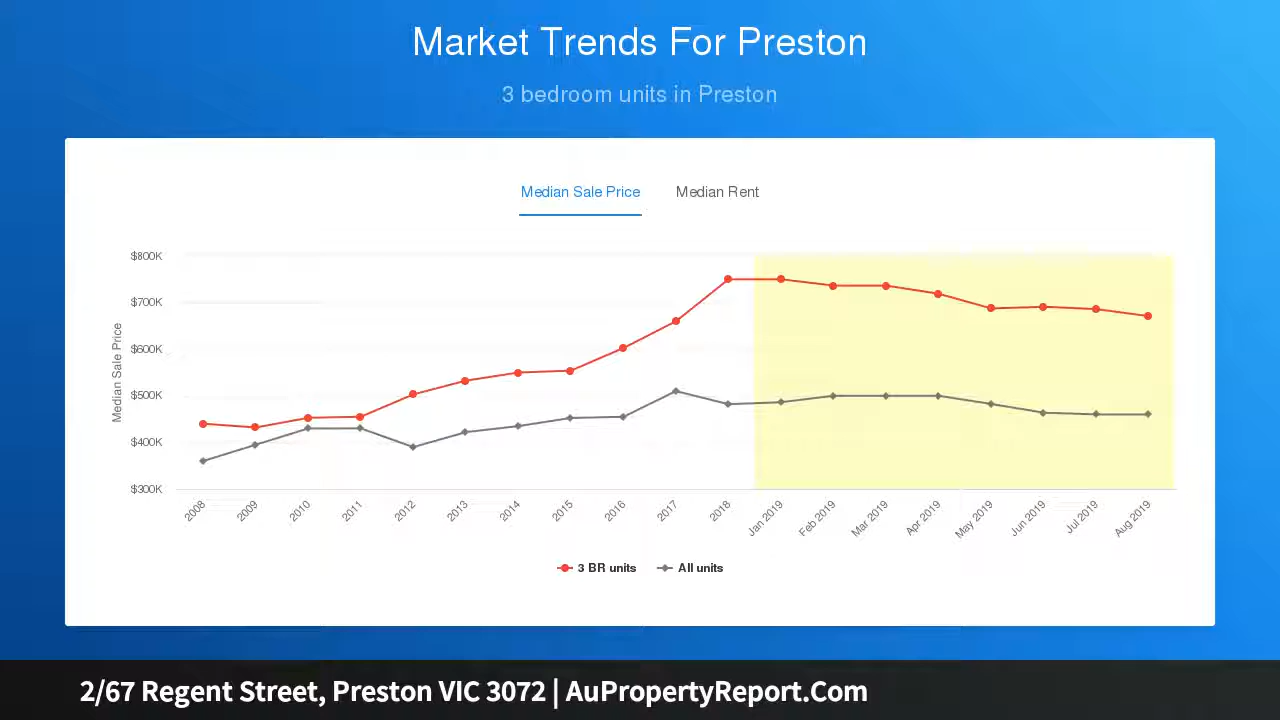 Market Trends For Preston
3 bedroom units in Preston
Median Sale Price Median Rent
Median Sale Price
$800K
$700K
$600K
$500K
$400K
$300K
2008 2009 2010 2011 2012 2013 2014 2015 2016 2017 2018 Jan 2019 Feb 2019 Mar 2019 Apr 2019 May 2019 Jun 2019 Jul 2019 Aug 2019
3 BR units All units
2/67 Regent Street, Preston VIC 3072 | AuPropertyReport.Com